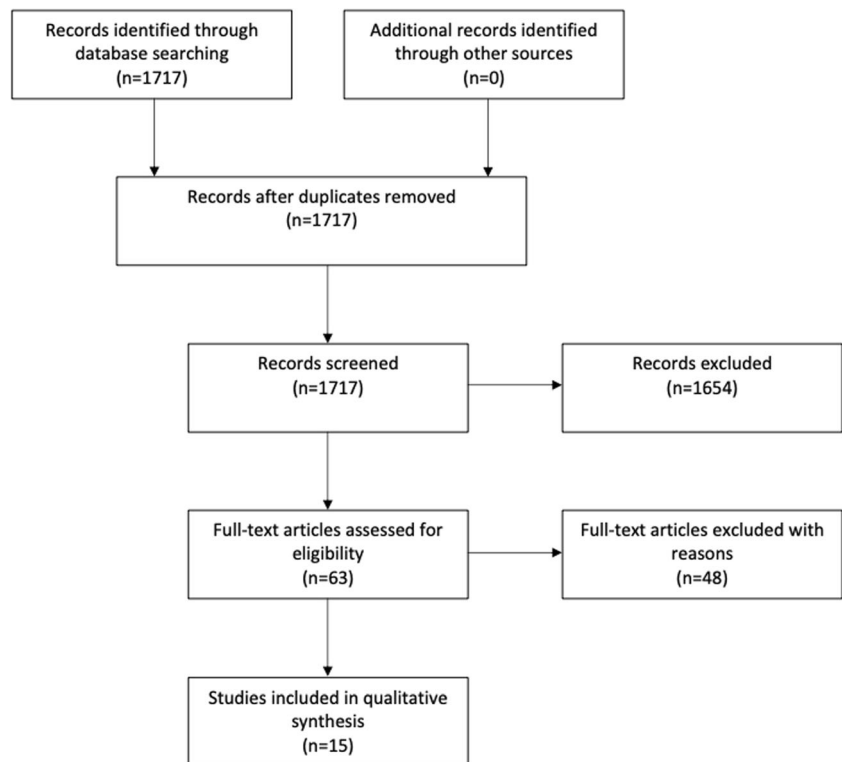 Records identified through
database searching
(n=1717)
Additional records identified
through other sources
(n=0)
Records after duplicates removed
(n=1717)
Records screened
(n=1717)
Records excluded
(n=1654)
Full-text articles assessed for
eligibility
(n=63)
Full-text articles excluded with
reasons
(n=48)
Studies included in qualitative
synthesis
(n=15)